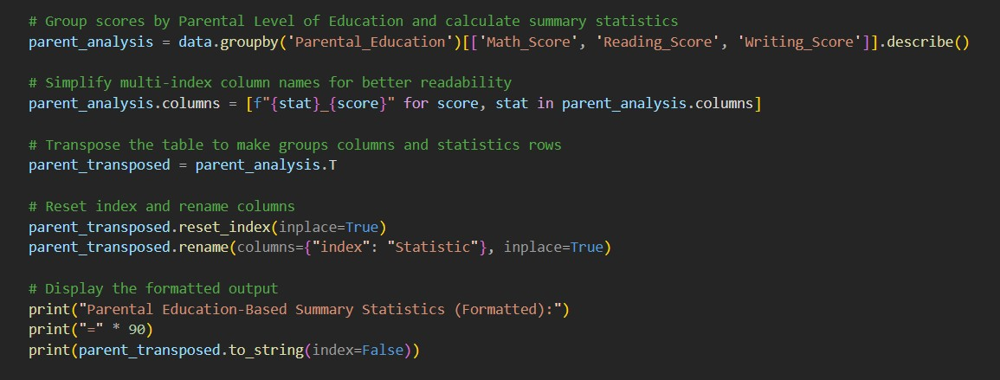 # Group scores by Parental Level of Education and calculate summary statistics
parent_analysis = data.groupby('Parental_Education')[['Math_Score', 'Reading_Score', 'Writing_Score']].describe()
# Simplify multi-index column names for better readability
parent_analysis.columns = [f"{stat}_{score}" for score, stat in parent_analysis.columns]
# Transpose the table to make groups columns and statistics rows
parent_transposed = parent_analysis.T
# Reset index and rename columns
parent_transposed.reset_index(inplace=True)
parent_transposed.rename(columns={"index": "Statistic"}, inplace=True)
# Display the formatted output
print("Parental Education-Based Summary Statistics (Formatted):")
print("=" * 90)
print(parent_transposed.to_string(index=False))